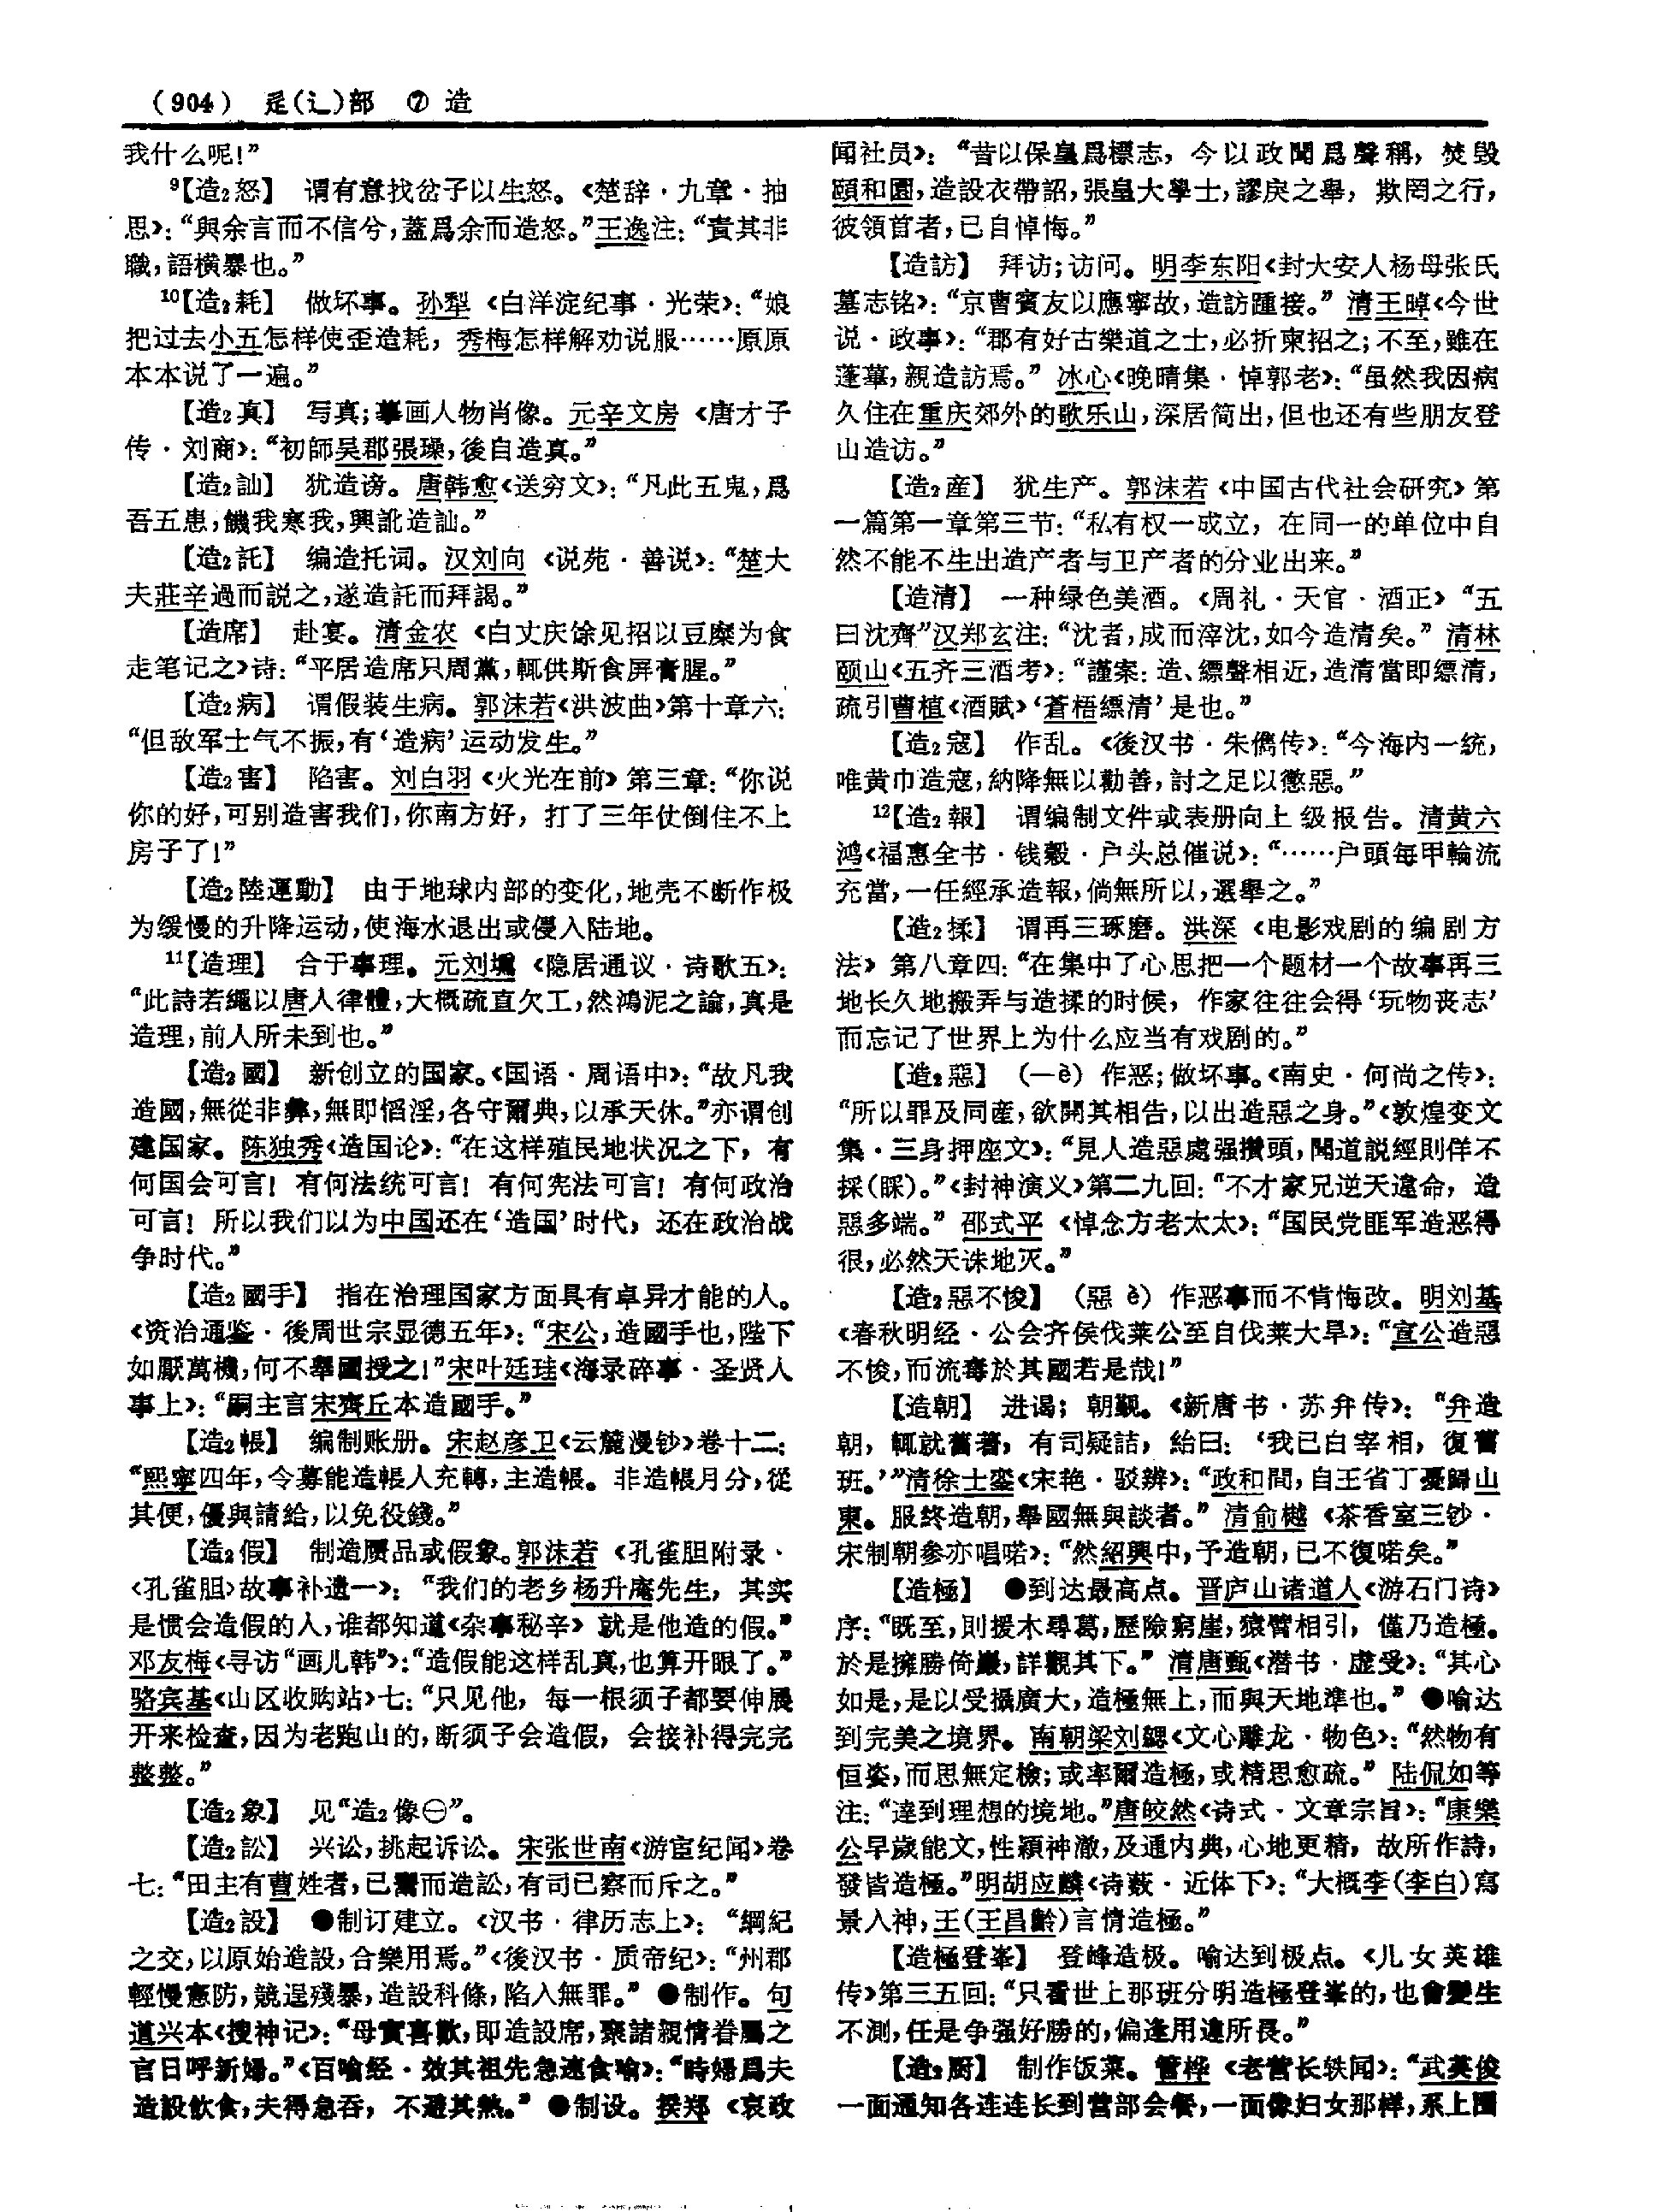 （904） 辵（辶）部 ⑦ 造
我什么呢！”
⁹【造₂怒】 谓有意找岔子以生怒。《楚辞·九章·抽
思》：“與余言而不信兮，蓋爲余而造怒。”王逸注：“責其非
職，語橫暴也。”
¹⁰【造₂耗】 做坏事。孙犁《白洋淀纪事·光荣》：“娘
把过去小五怎样使歪造耗，秀梅怎样解劝说服……原原
本本说了一遍。”
【造₂真】 写真；摹画人物肖像。元辛文房《唐才子
传·刘商》：“初師吴郡張璪，後自造真。”
【造₂訕】 犹造谤。唐韩愈《送穷文》：“凡此五鬼，爲
吾五患，饑我寒我，興訛造訕。”
【造₂託】 编造托词。汉刘向《说苑·善说》：“楚大
夫莊辛過而説之，遂造託而拜謁。”
【造席】 赴宴。清金农《白丈庆馀见招以豆糜为食
走笔记之》诗：“平居造席只周薰，輒供斯食屏膏腥。”
【造₂病】 谓假装生病。郭沫若《洪波曲》第十章六：
“但敌军士气不振，有‘造病’运动发生。”
【造₂害】 陷害。刘白羽《火光在前》第三章：“你说
你的好，可别造害我们，你南方好，打了三年仗倒住不上
房子了！”
【造₂陸運動】 由于地球内部的变化，地壳不断作极
为缓慢的升降运动，使海水退出或侵入陆地。
¹¹【造理】 合于事理。元刘壎《隐居通议·诗歌五》：
“此詩若繩以唐人律體，大概疏直欠工，然鴻泥之諭，真是
造理，前人所未到也。”
【造₂國】 新创立的国家。《国语·周语中》：“故凡我
造國，無從非彝，無即慆淫，各守爾典，以承天休。”亦谓创
建国家。陈独秀《造国论》：“在这样殖民地状况之下，有
何国会可言！有何法统可言！有何宪法可言！有何政治
可言！所以我们以为中国还在‘造国’时代，还在政治战
争时代。”
【造₂國手】 指在治理国家方面具有卓异才能的人。
《资治通鉴·後周世宗显德五年》：“宋公，造國手也，陛下
如厭萬機，何不舉國授之！”宋叶廷珪《海录碎事·圣贤人
事上》：“嗣主言宋齊丘本造國手。”
【造₂帳】 编制账册。宋赵彦卫《云麓漫钞》卷十二：
“熙寧四年，令募能造帳人充轉，主造帳。非造帳月分，從
其便，優與請給，以免役錢。”
【造₂假】 制造赝品或假象。郭沫若《孔雀胆附录·
〈孔雀胆〉故事补遗一》：“我们的老乡杨升庵先生，其实
是惯会造假的人，谁都知道《杂事秘辛》就是他造的假。”
邓友梅《寻访“画儿韩”》：“造假能这样乱真，也算开眼了。”
骆宾基《山区收购站》七：“只见他，每一根须子都要伸展
开来检查，因为老跑山的，断须子会造假，会接补得完完
整整。”
【造₂象】 见“造₂像㊀”。
【造₂訟】 兴讼，挑起诉讼。宋张世南《游宦纪闻》卷
七：“田主有曹姓者，已鬻而造訟，有司已察而斥之。”
【造₂設】 ●制订建立。《汉书·律历志上》：“綱紀
之交，以原始造設，合樂用焉。”《後汉书·质帝纪》：“州郡
輕慢憲防，競逞殘暴，造設科條，陷入無罪。” ●制作。句
道兴本《搜神记》：“母實喜歡，即造設席，聚諸親情眷屬之
言日呼新婦。”《百喻经·效其祖先急速食喻》：“時婦爲夫
造設飲食，夫得急吞，不避其熱。” ●制设。挨郑《哀政
闻社员》：“昔以保皇爲標志，今以政聞爲聲稱，焚毁
頤和園，造設衣帶詔，張皇大學士，謬戾之舉，欺罔之行，
彼領首者，已自悼悔。”
【造訪】 拜访；访问。明李东阳《封大安人杨母张氏
墓志铭》：“京曹賓友以應寧故，造訪踵接。” 清王晫《今世
说·政事》：“郡有好古樂道之士，必折柬招之；不至，雖在
蓬蓽，親造訪焉。” 冰心《晚晴集·悼郭老》：“虽然我因病
久住在重庆郊外的歌乐山，深居简出，但也还有些朋友登
山造访。”
【造₂産】 犹生产。郭沫若《中国古代社会研究》第
一篇第一章第三节：“私有权一成立，在同一的单位中自
然不能不生出造产者与卫产者的分业出来。”
【造清】 一种绿色美酒。《周礼·天官·酒正》“五
曰沈齊”汉郑玄注：“沈者，成而滓沈，如今造清矣。” 清林
颐山《五齐三酒考》：“謹案：造、縹聲相近，造清當即縹清，
疏引曹植《酒賦》‘蒼梧縹清’是也。”
【造₂寇】 作乱。《後汉书·朱儁传》：“今海内一統，
唯黄巾造寇，納降無以勸善，討之足以懲惡。”
¹²【造₂報】 谓编制文件或表册向上级报告。清黄六
鸿《福惠全书·钱穀·户头总催说》：“……户頭每甲輪流
充當，一任經承造報，倘無所以，選舉之。”
【造₂揉】 谓再三琢磨。洪深《电影戏剧的编剧方
法》第八章四：“在集中了心思把一个题材一个故事再三
地长久地搬弄与造揉的时候，作家往往会得‘玩物丧志’
而忘记了世界上为什么应当有戏剧的。”
【造₂惡】 （—è）作恶；做坏事。《南史·何尚之传》：
“所以罪及同産，欲開其相告，以出造惡之身。”《敦煌变文
集·三身押座文》：“見人造惡處强攢頭，聞道説經則佯不
採（睬）。”《封神演义》第二九回：“不才家兄逆天違命，造
惡多端。” 邵式平《悼念方老太太》：“国民党匪军造恶得
很，必然天诛地灭。”
【造₂惡不悛】 （惡 è）作恶事而不肯悔改。明刘基
《春秋明经·公会齐侯伐莱公至自伐莱大旱》：“宣公造惡
不悛，而流毒於其國若是哉！”
【造朝】 进谒；朝觐。《新唐书·苏弁传》：“弁造
朝，輒就舊著，有司疑詰，紿曰：‘我已白宰相，復舊
班。’”清徐士銮《宋艳·驳辨》：“政和間，自王省丁憂歸山
東。服終造朝，舉國無與談者。” 清俞樾《茶香室三钞·
宋制朝参亦唱喏》：“然紹興中，予造朝，已不復喏矣。”
【造極】 ●到达最高点。晋庐山诸道人《游石门诗》
序：“既至，則援木尋葛，歷險窮崖，猿臂相引，僅乃造極。
於是擁勝倚巖，詳觀其下。” 清唐甄《潜书·虚受》：“其心
如是，是以受攝廣大，造極無上，而與天地準也。” ●喻达
到完美之境界。南朝梁刘勰《文心雕龙·物色》：“然物有
恒姿，而思無定檢；或率爾造極，或精思愈疏。” 陆侃如等
注：“達到理想的境地。”唐皎然《诗式·文章宗旨》：“康樂
公早歲能文，性穎神澈，及通内典，心地更精，故所作詩，
發皆造極。”明胡应麟《诗薮·近体下》：“大概李（李白）寫
景入神，王（王昌齡）言情造極。”
【造極登峯】 登峰造极。喻达到极点。《儿女英雄
传》第三五回：“只看世上那班分明造極登峯的，也會變生
不測，任是争强好勝的，偏逢用違所長。”
【造₂厨】 制作饭菜。管桦《老营长轶闻》：“武英俊
一面通知各连连长到营部会餐，一面像妇女那样，系上围